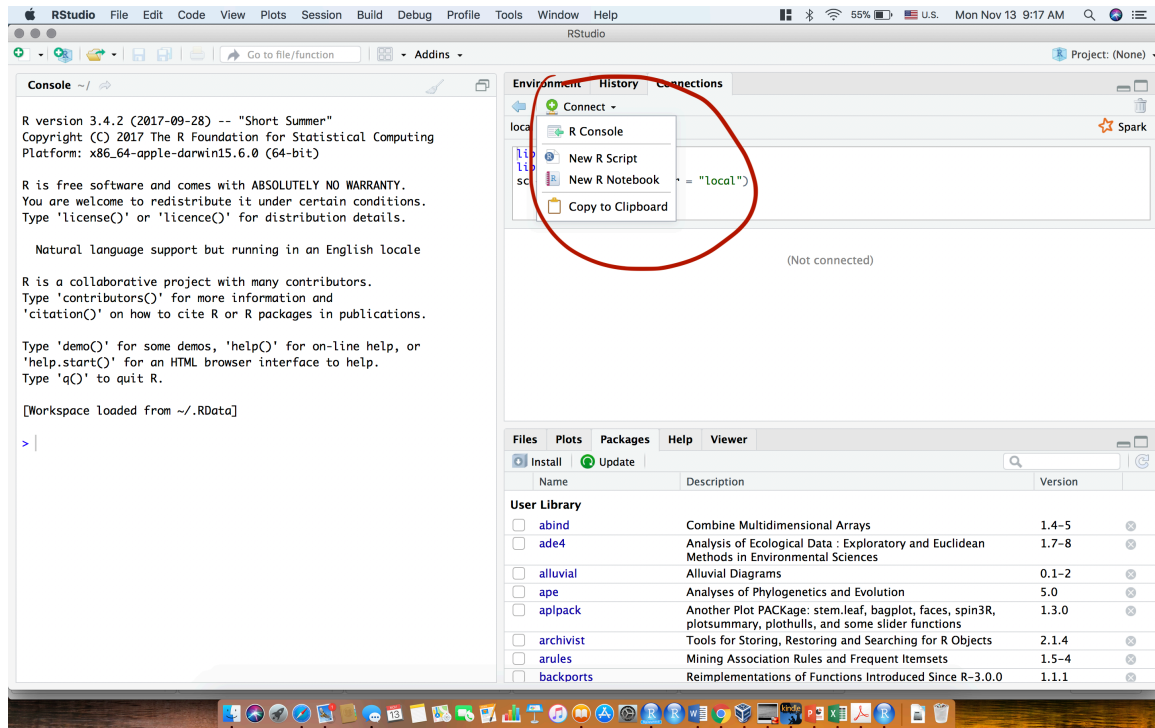 RStudio File Edit Code View Plots Session Build Debug Profile Tools Window Help 55% U.S. Mon Nov 13 9:17 AM
RStudio
Go to file/function Addins Project: (None)
Console ~/
R version 3.4.2 (2017-09-28) -- "Short Summer"
Copyright (C) 2017 The R Foundation for Statistical Computing
Platform: x86_64-apple-darwin15.6.0 (64-bit)
R is free software and comes with ABSOLUTELY NO WARRANTY.
You are welcome to redistribute it under certain conditions.
Type 'license()' or 'licence()' for distribution details.
Natural language support but running in an English locale
R is a collaborative project with many contributors.
Type 'contributors()' for more information and
'citation()' on how to cite R or R packages in publications.
Type 'demo()' for some demos, 'help()' for on-line help, or
'help.start()' for an HTML browser interface to help.
Type 'q()' to quit R.
[Workspace loaded from ~/.RData]
>
Environment History Connections
Connect
loca Spark
R Console
New R Script
New R Notebook
Copy to Clipboard
lib
lib
sc = "local")
(Not connected)
Files Plots Packages Help Viewer
Install Update
Name Description Version
User Library
abind Combine Multidimensional Arrays 1.4-5
ade4 Analysis of Ecological Data : Exploratory and Euclidean 1.7-8
Methods in Environmental Sciences
alluvial Alluvial Diagrams 0.1-2
ape Analyses of Phylogenetics and Evolution 5.0
aplpack Another Plot PACKage: stem.leaf, bagplot, faces, spin3R, 1.3.0
plotsummary, plothulls, and some slider functions
archivist Tools for Storing, Restoring and Searching for R Objects 2.1.4
arules Mining Association Rules and Frequent Itemsets 1.5-4
backports Reimplementations of Functions Introduced Since R-3.0.0 1.1.1
kindle